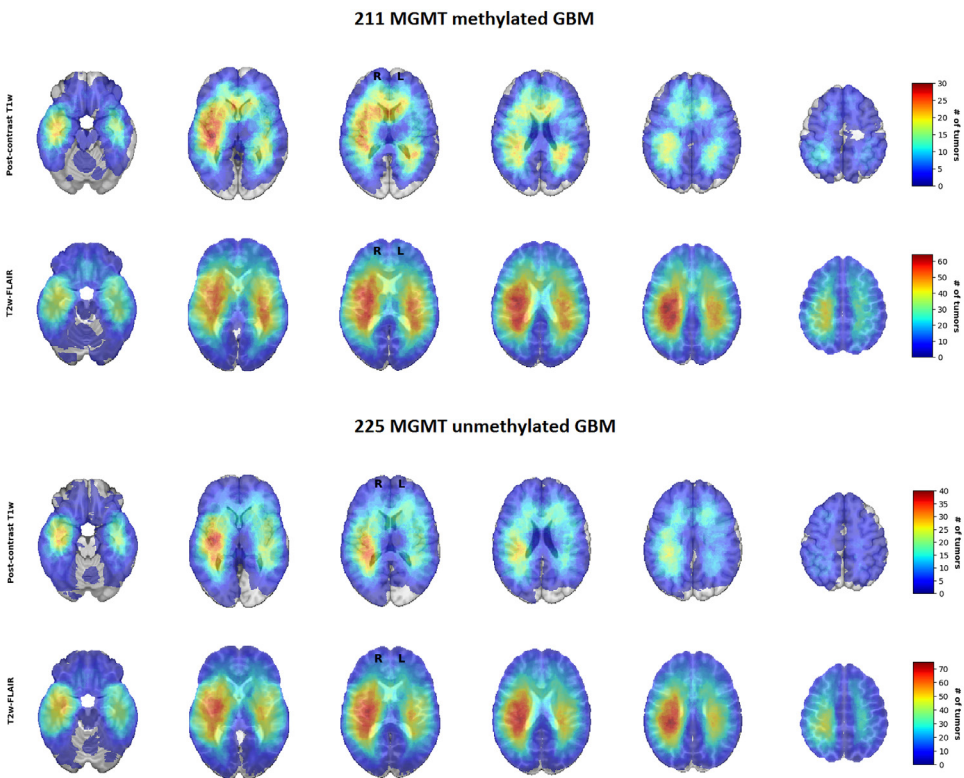 211 MGMT methylated GBM
Post-contrast T1w
R L
30
25
20
15
10
5
0
# of tumors
T2w-FLAIR
R L
60
50
40
30
20
10
0
# of tumors
225 MGMT unmethylated GBM
Post-contrast T1w
R L
40
35
30
25
20
15
10
5
0
# of tumors
T2w-FLAIR
R L
70
60
50
40
30
20
10
0
# of tumors